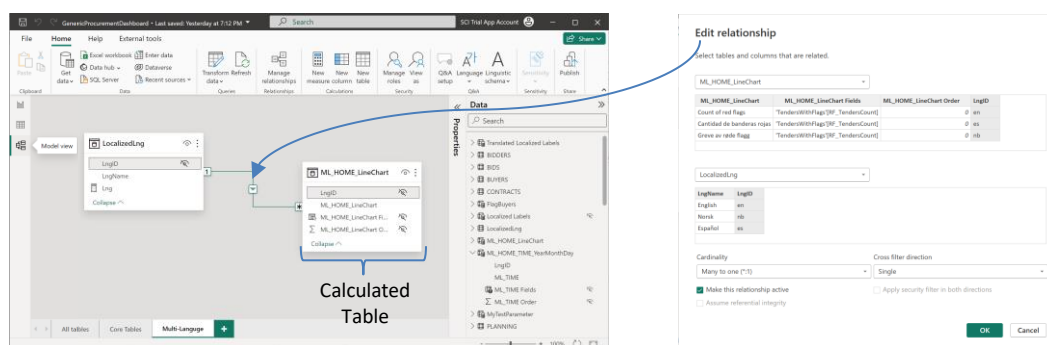 GenericProcurementDashboard • Last saved: Yesterday at 7:12 PM
Search
SCI Trial App Account
File Home Help External tools
Share
Paste
Get data
Excel workbook
Data hub
SQL Server
Enter data
Dataverse
Recent sources
Transform data
Refresh
Manage relationships
New measure
New column
New table
Manage roles
View as
Q&A setup
Language
Linguistic schema
Sensitivity
Publish
Clipboard
Data
Queries
Relationships
Calculations
Security
Q&A
Sensitivity
Share
Model view
LocalizedLng
LngID
LngName
Lng
Collapse
1
ML_HOME_LineChart
LngID
ML_HOME_LineChart
ML_HOME_LineChart Fi...
ML_HOME_LineChart O...
Collapse
Calculated
Table
Properties
Data
Search
Translated Localized Labels
BIDDERS
BIDS
BUYERS
CONTRACTS
FlagBuyers
Localized Labels
LocalizedLng
ML_HOME_LineChart
ML_HOME_TIME_YearMonthDay
LngID
ML_TIME
ML_TIME Fields
ML_TIME Order
MyTestParameter
PLANNING
All tables
Core Tables
Multi-Languge
100%
Edit relationship
Select tables and columns that are related.
ML_HOME_LineChart
ML_HOME_LineChart ML_HOME_LineChart Fields ML_HOME_LineChart Order LngID
Count of red flags 'TendersWithFlags'[RF_TendersCount] 0 en
Cantidad de banderas rojas 'TendersWithFlags'[RF_TendersCount] 0 es
Greve av røde flagg 'TendersWithFlags'[RF_TendersCount] 0 nb
LocalizedLng
LngName LngID
English en
Norsk nb
Español es
Cardinality
Many to one (*:1)
Cross filter direction
Single
Make this relationship active
Apply security filter in both directions
Assume referential integrity
OK
Cancel